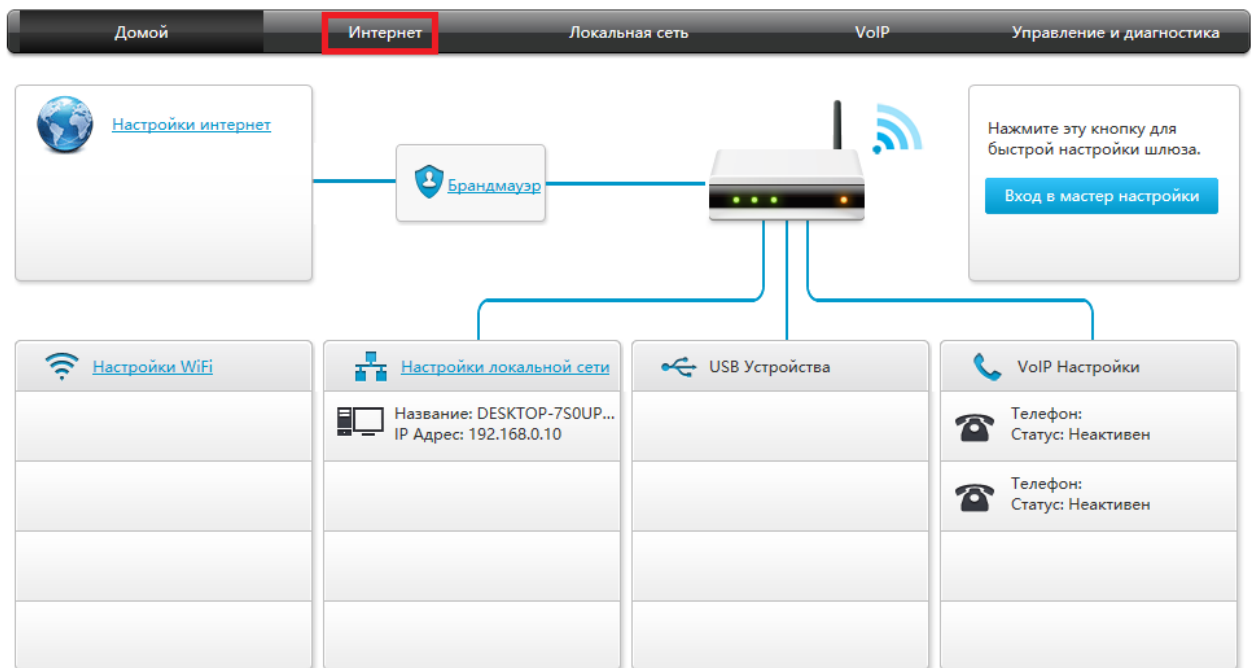 Домой
Интернет
Локальная сеть
VoIP
Управление и диагностика
Настройки интернет
Брандмауэр
Нажмите эту кнопку для
быстрой настройки шлюза.
Вход в мастер настройки
Настройки WiFi
Настройки локальной сети
Название: DESKTOP-7S0UP...
IP Адрес: 192.168.0.10
USB Устройства
VoIP Настройки
Телефон:
Статус: Неактивен
Телефон:
Статус: Неактивен